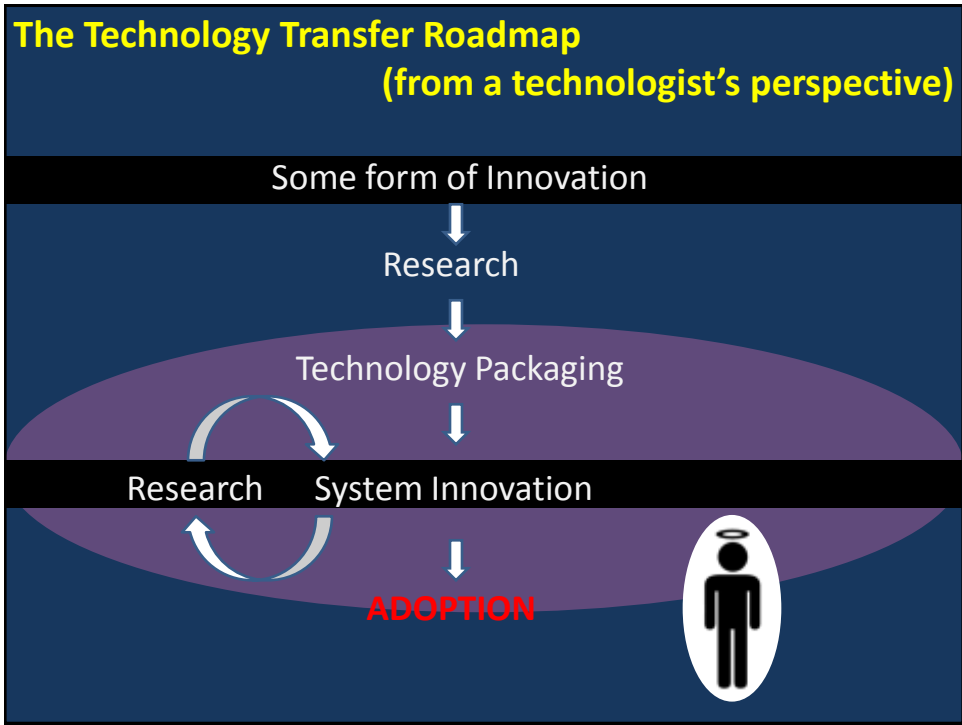 The Technology Transfer Roadmap
(from a technologist’s perspective)
Some form of Innovation
Research
Technology Packaging
Research System Innovation
ADOPTION